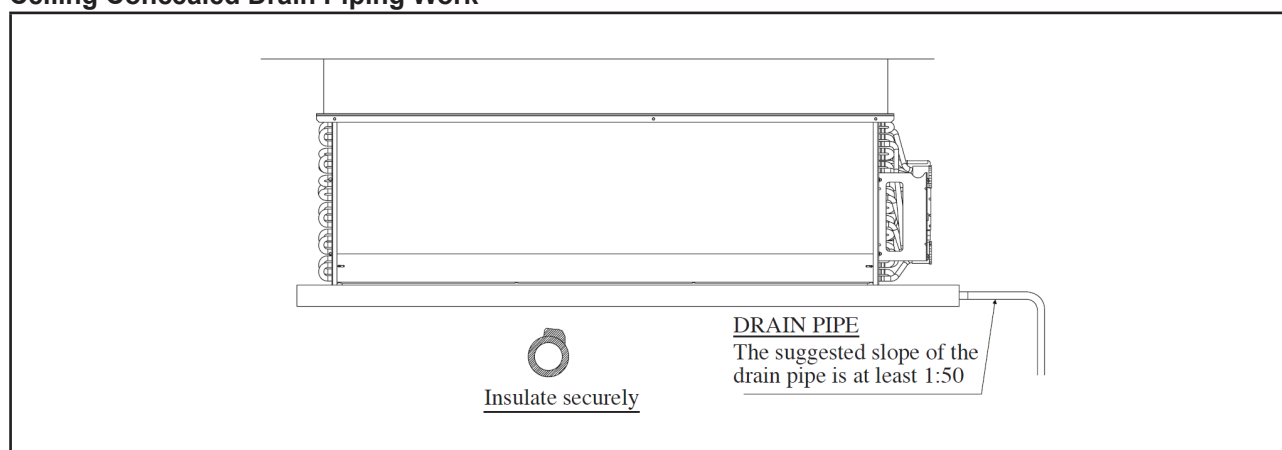 Ceiling Concealed Drain Piping Work
DRAIN PIPE
The suggested slope of the
drain pipe is at least 1:50
Insulate securely